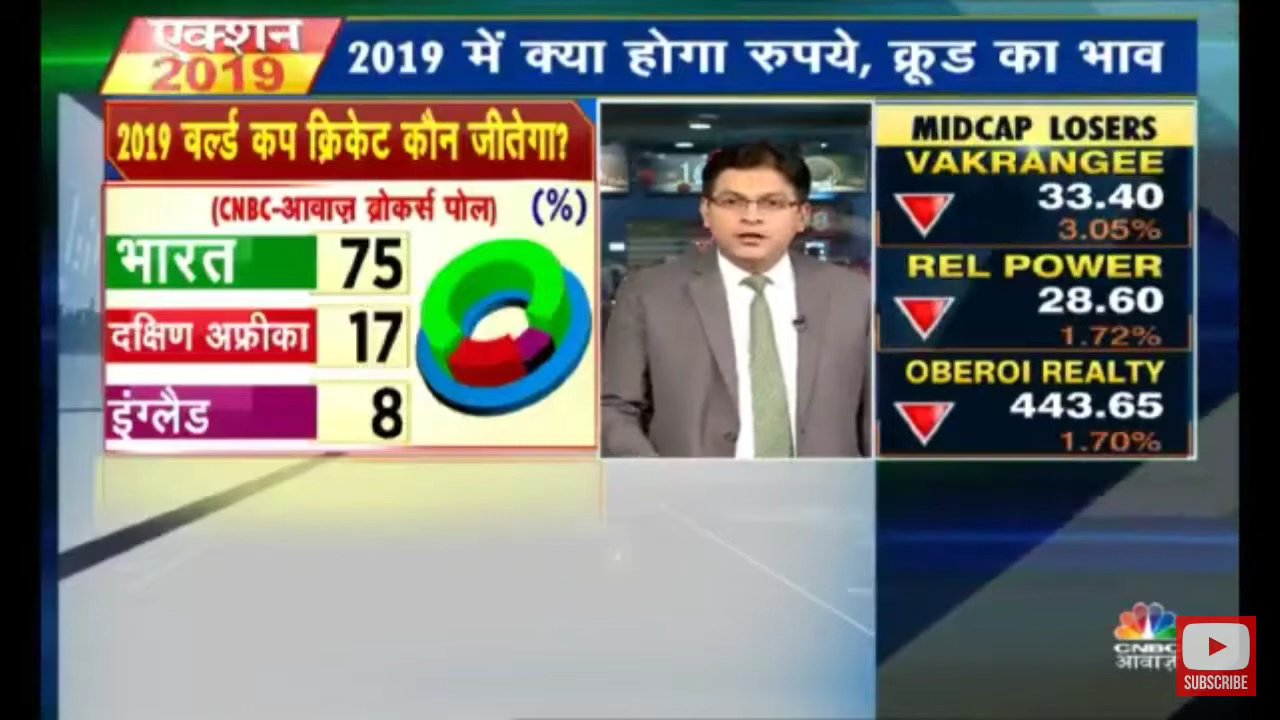 एक्शन
2019
2019 में क्या होगा रुपये, क्रूड का भाव
2019 वर्ल्ड कप क्रिकेट कौन जीतेगा?
(CNBC-आवाज़ ब्रोकर्स पोल) (%)
भारत 75
दक्षिण अफ्रीका 17
इंग्लैड 8
MIDCAP LOSERS
VAKRANGEE
33.40
3.05%
REL POWER
28.60
1.72%
OBEROI REALTY
443.65
1.70%
CNBC
आवाज़
SUBSCRIBE